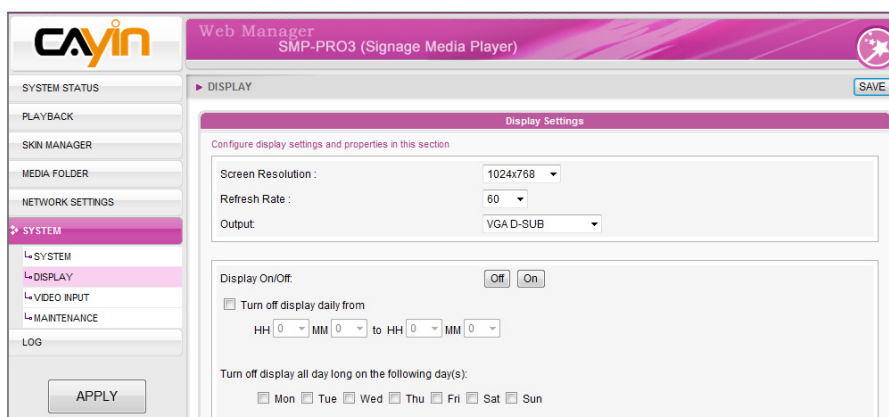 CAYIN
Web Manager
SMP-PRO3 (Signage Media Player)
SYSTEM STATUS
PLAYBACK
SKIN MANAGER
MEDIA FOLDER
NETWORK SETTINGS
SYSTEM
SYSTEM
DISPLAY
VIDEO INPUT
MAINTENANCE
LOG
APPLY
DISPLAY
SAVE
Display Settings
Configure display settings and properties in this section
Screen Resolution : 1024x768
Refresh Rate : 60
Output: VGA D-SUB
Display On/Off: Off On
Turn off display daily from
HH 0 MM 0 to HH 0 MM 0
Turn off display all day long on the following day(s):
Mon Tue Wed Thu Fri Sat Sun